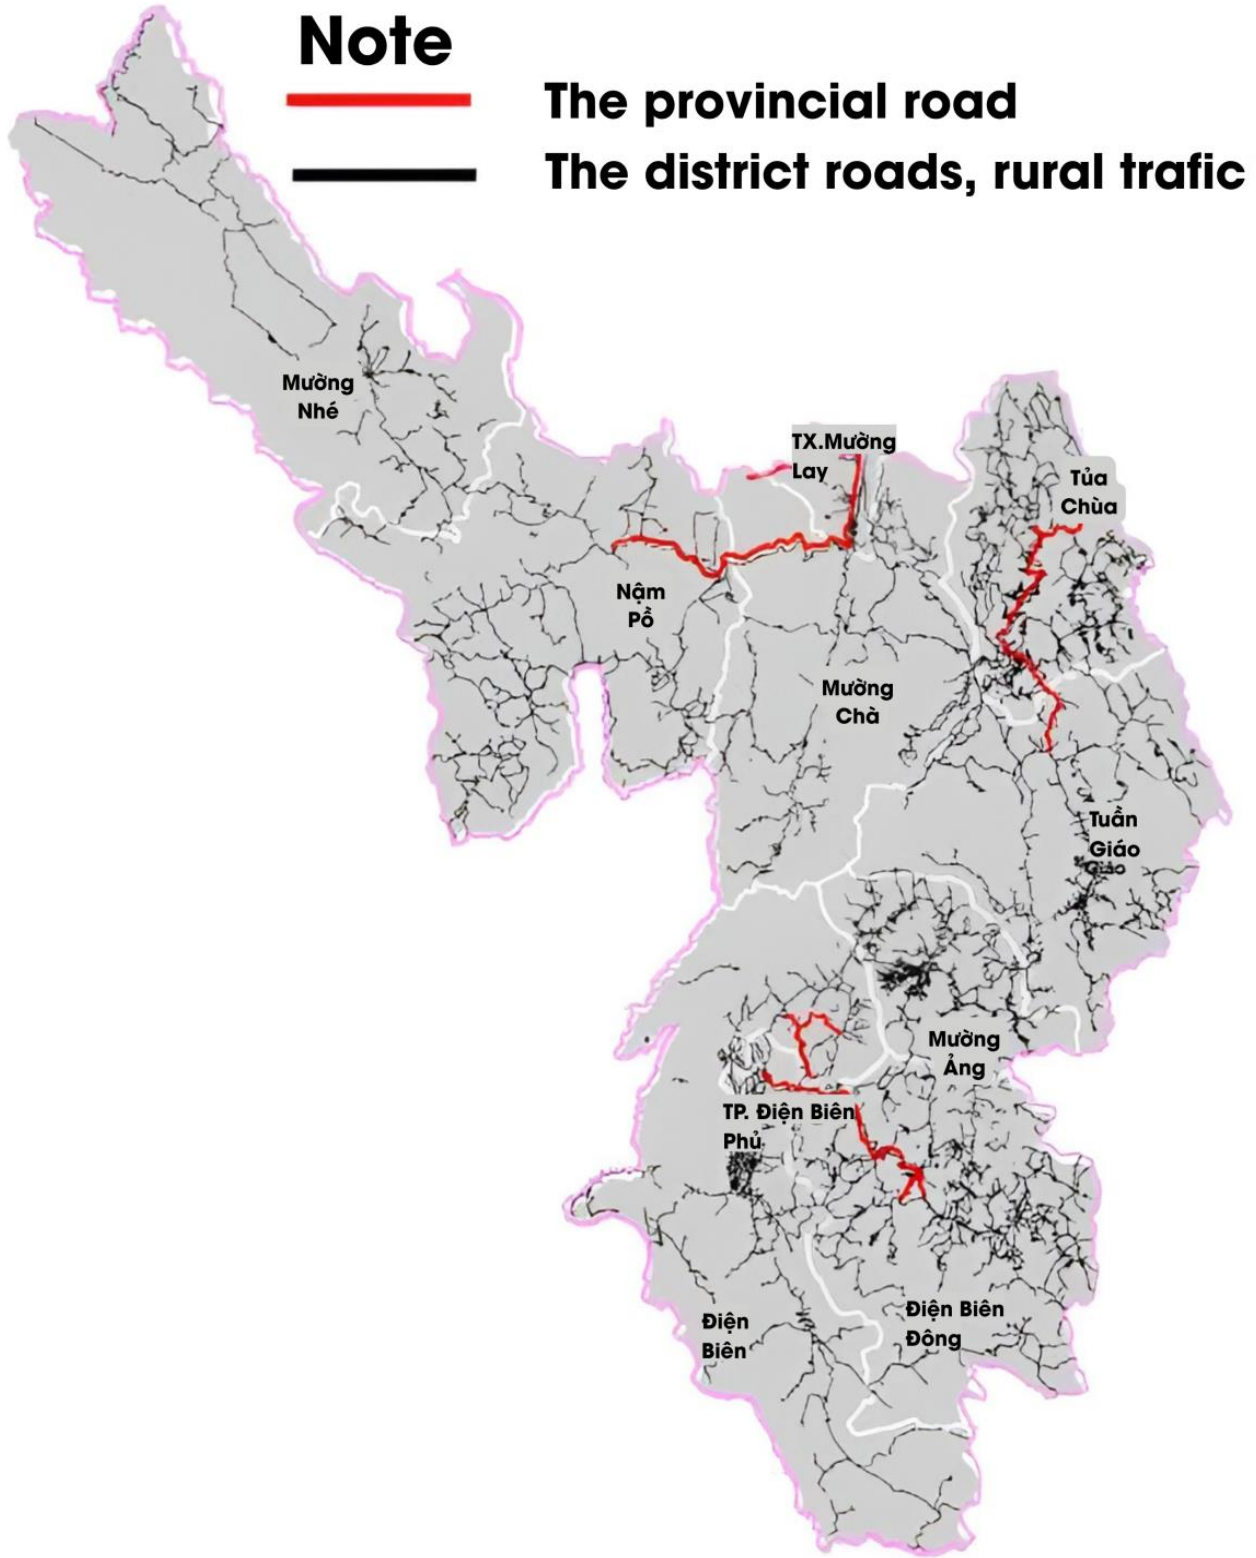 Note
The provincial road
The district roads, rural trafic
Mường
Nhé
TX.Mường
Lay
Tủa
Chùa
Nậm
Pồ
Mường
Chà
Tuần
Giáo
Giáo
Mường
Ảng
TP. Điện Biên
Phủ
Điện
Biên
Điện Biên
Đông